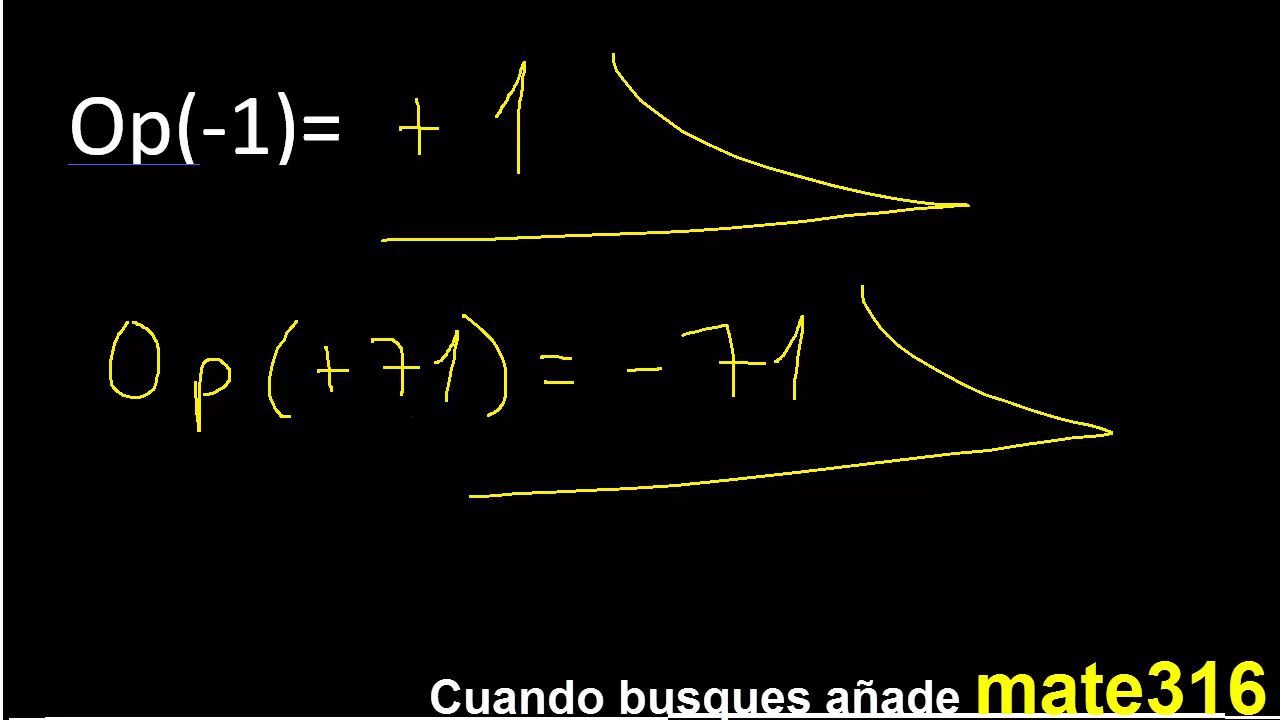 Op(-1)= + 1
Op(+71) = - 71
Cuando busques añade mate316